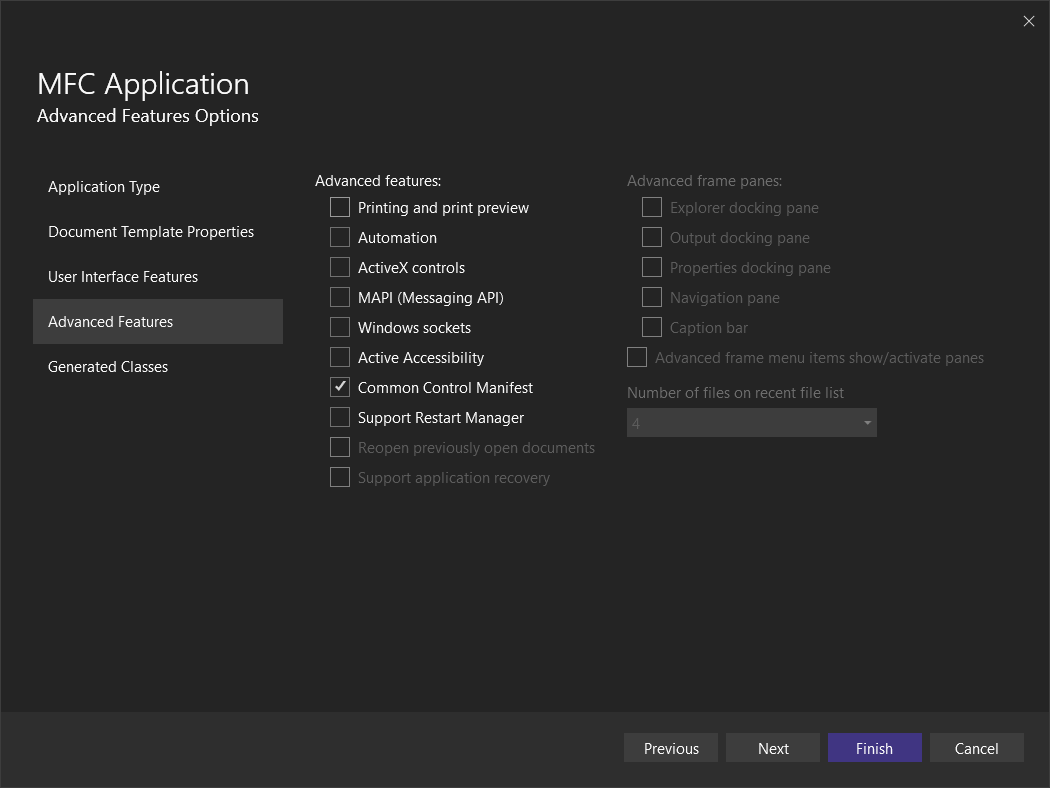 MFC Application
Advanced Features Options
Application Type
Document Template Properties
User Interface Features
Advanced Features
Generated Classes
Advanced features:
Printing and print preview
Automation
ActiveX controls
MAPI (Messaging API)
Windows sockets
Active Accessibility
Common Control Manifest
Support Restart Manager
Reopen previously open documents
Support application recovery
Advanced frame panes:
Explorer docking pane
Output docking pane
Properties docking pane
Navigation pane
Caption bar
Advanced frame menu items show/activate panes
Number of files on recent file list
4
Previous
Next
Finish
Cancel